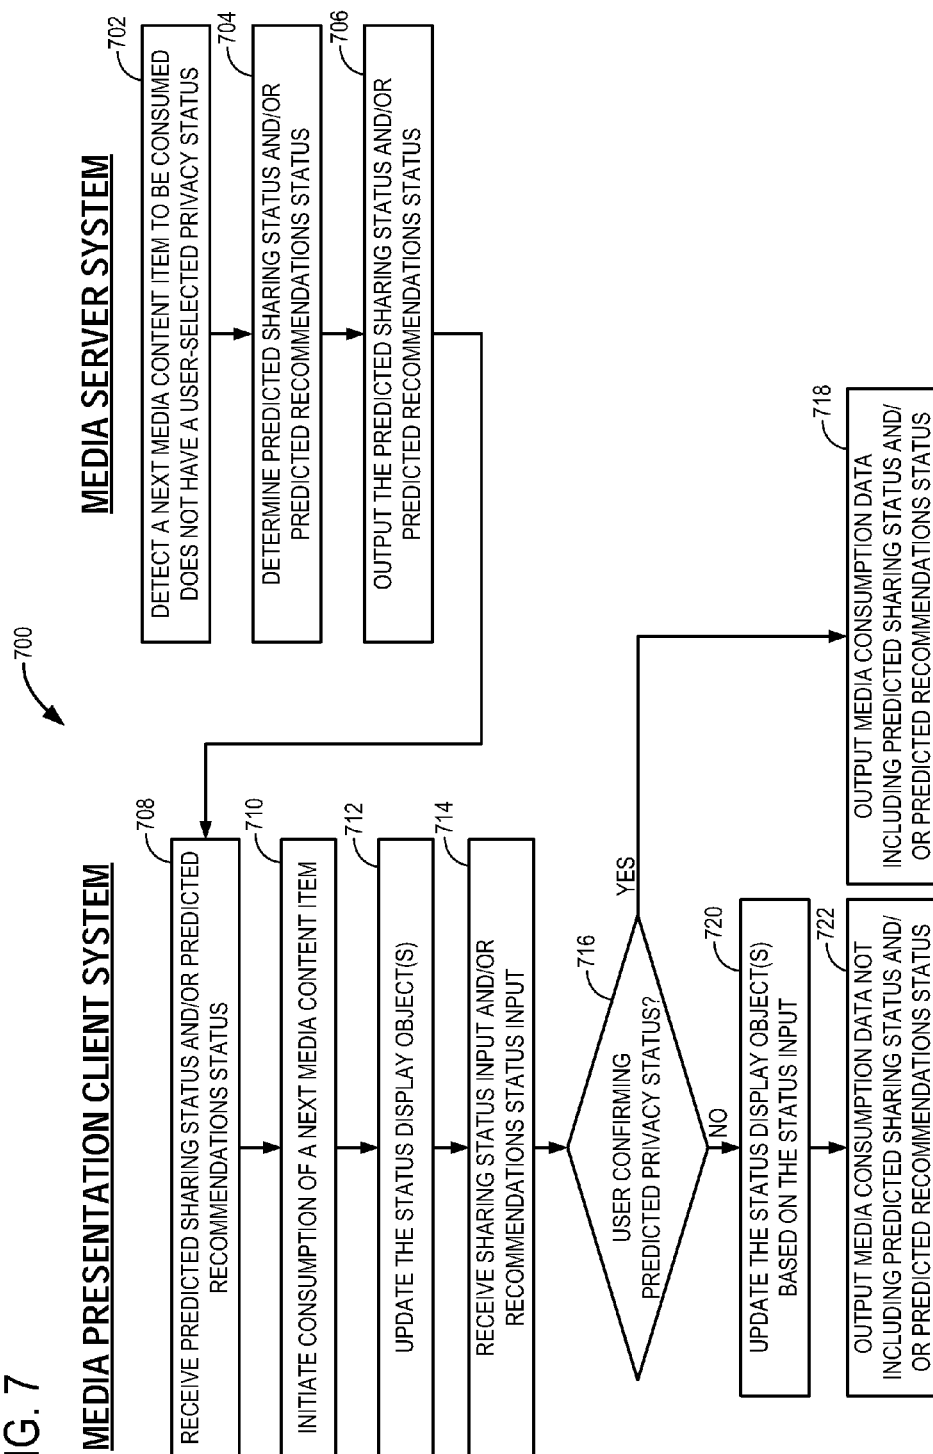 IG. 7
700
MEDIA PRESENTATION CLIENT SYSTEM
MEDIA SERVER SYSTEM
702
DETECT A NEXT MEDIA CONTENT ITEM TO BE CONSUMED
DOES NOT HAVE A USER-SELECTED PRIVACY STATUS
704
DETERMINE PREDICTED SHARING STATUS AND/OR
PREDICTED RECOMMENDATIONS STATUS
706
OUTPUT THE PREDICTED SHARING STATUS AND/OR
PREDICTED RECOMMENDATIONS STATUS
708
RECEIVE PREDICTED SHARING STATUS AND/OR PREDICTED
RECOMMENDATIONS STATUS
710
INITIATE CONSUMPTION OF A NEXT MEDIA CONTENT ITEM
712
UPDATE THE STATUS DISPLAY OBJECT(S)
714
RECEIVE SHARING STATUS INPUT AND/OR
RECOMMENDATIONS STATUS INPUT
716
USER CONFIRMING
PREDICTED PRIVACY STATUS?
YES
NO
718
OUTPUT MEDIA CONSUMPTION DATA
INCLUDING PREDICTED SHARING STATUS AND/
OR PREDICTED RECOMMENDATIONS STATUS
720
UPDATE THE STATUS DISPLAY OBJECT(S)
BASED ON THE STATUS INPUT
722
OUTPUT MEDIA CONSUMPTION DATA NOT
INCLUDING PREDICTED SHARING STATUS AND/
OR PREDICTED RECOMMENDATIONS STATUS